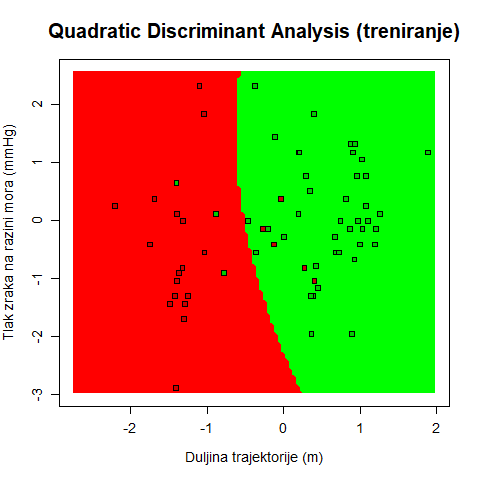 Quadratic Discriminant Analysis (treniranje)
Tlak zraka na razini mora (mmHg)
2
1
0
-1
-2
-3
-2 -1 0 1 2
Duljina trajektorije (m)